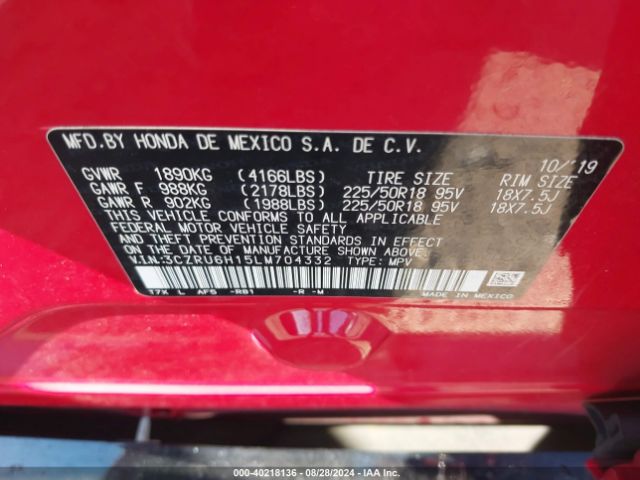 MFD.BY HONDA DE MEXICO S.A. DE C.V.
10/19
GVWR 1890KG (4166LBS) TIRE SIZE RIM SIZE
GAWR F 988KG (2178LBS) 225/50R18 95V 18X7.5J
GAWR R 902KG (1988LBS) 225/50R18 95V 18X7.5J
THIS VEHICLE CONFORMS TO ALL APPLICABLE
FEDERAL MOTOR VEHICLE SAFETY
STANDARDS IN EFFECT ON THE
DATE OF MANUFACTURE SHOWN ABOVE.
V.I.N.:3CZRU6H15LM704332 TYPE: MPV
T7X L AFS -RB1 -R -M
MADE IN MEXICO
000-40218136 - 08/28/2024 - IAA Inc.